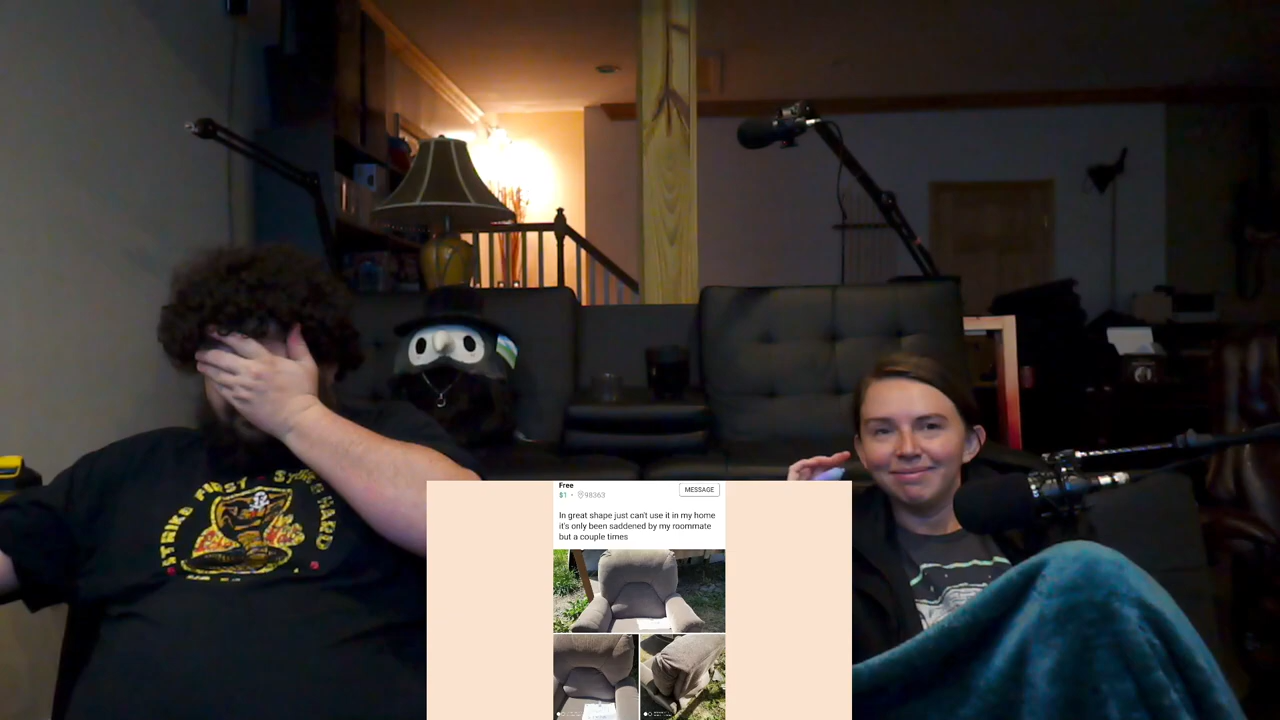 STRIKE FIRST STRIKE HARD
Free
$1 · 98363
MESSAGE
In great shape just can't use it in my home
it's only been saddened by my roommate
but a couple times